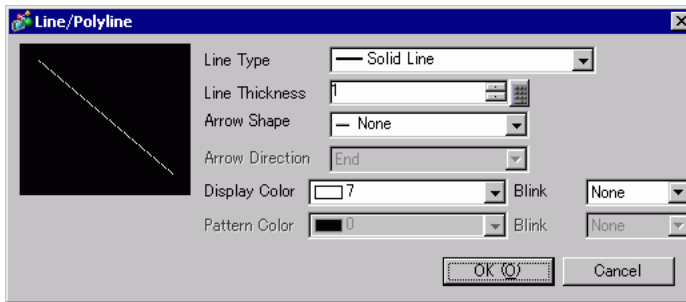 Line/Polyline
Line Type Solid Line
Line Thickness 1
Arrow Shape None
Arrow Direction End
Display Color 7 Blink None
Pattern Color 0 Blink None
OK (O) Cancel